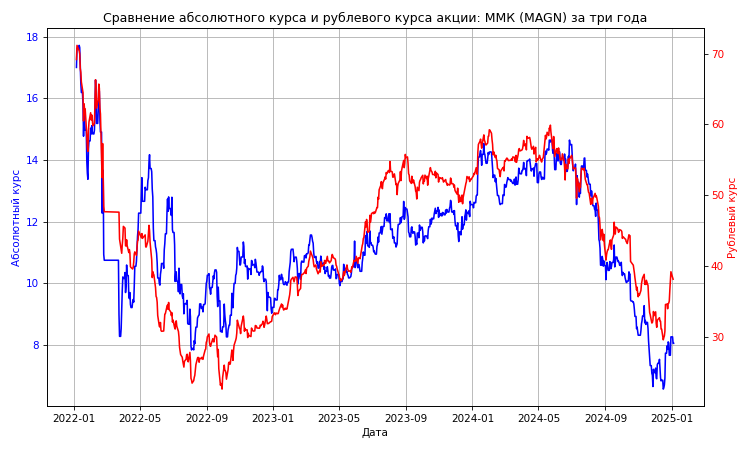 Сравнение абсолютного курса и рублевого курса акции: ММК (MAGN) за три года
18
16
14
12
10
8
Абсолютный курс
70
60
50
40
30
Рублевый курс
2022-01 2022-05 2022-09 2023-01 2023-05 2023-09 2024-01 2024-05 2024-09 2025-01
Дата